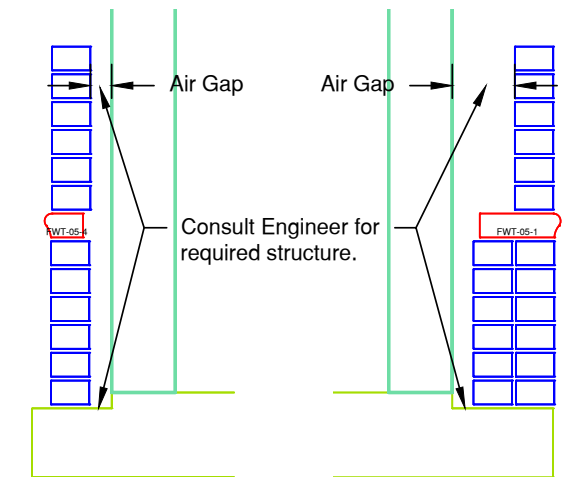 Air Gap
Air Gap
FWT-05-4
Consult Engineer for
required structure.
FWT-05-1